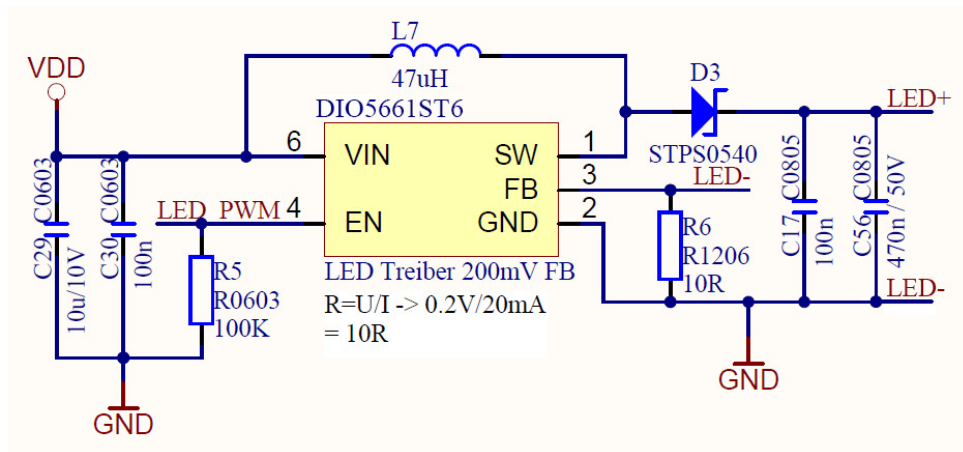 L7
47uH
VDD
DIO5661ST6
D3
STPS0540
LED+
6
VIN
SW
1
FB
3
LED-
LED_PWM
4
EN
GND
2
C29
C0603
10u/10V
C30
C0603
100n
R5
R0603
100K
LED Treiber 200mV FB
R=U/I -> 0.2V/20mA
= 10R
R6
R1206
10R
C17
C0805
100n
C56
C0805
470n / 50V
LED-
GND
GND